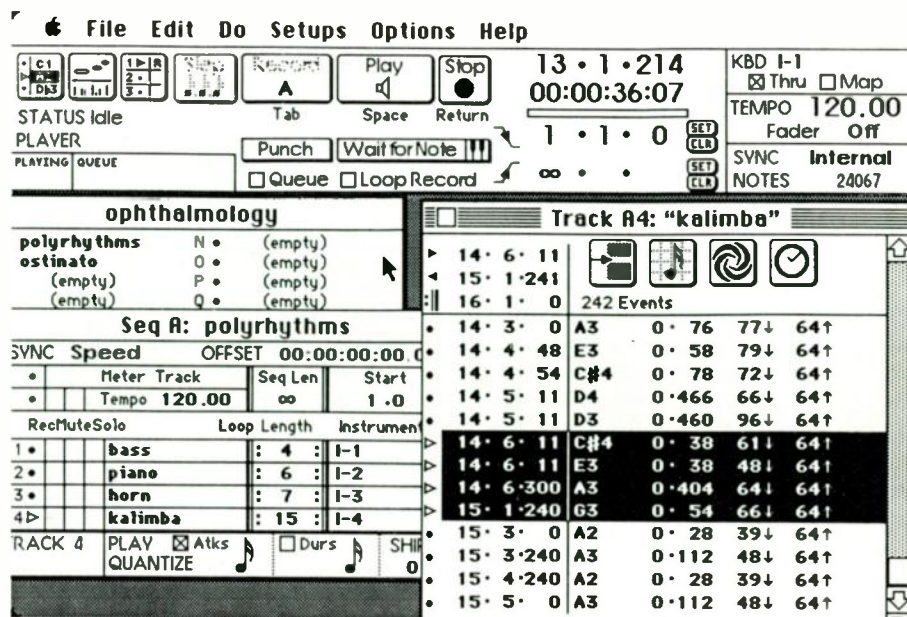 File Edit Do Setups Options Help
C1
Db3
1 R
2
3
Step
Record
A
Play
Stop
Tab
Space
Return
STATUS Idle
PLAYER
PLAYING QUEUE
Punch
Wait for Note
Queue
Loop Record
13 • 1 • 214
00:00:36:07
1 • 1 • 0
SET
CLR
∞ • •
SET
CLR
KBD I-1
Thru Map
TEMPO 120.00
Fader Off
SYNC Internal
NOTES 24067
ophthalmology
polyrhythms N • (empty)
ostinato O • (empty)
(empty) P • (empty)
(empty) Q • (empty)
Seq A: polyrhythms
SYNC Speed OFFSET 00:00:00:00.0
Meter Track Seq Len Start
Tempo 120.00 ∞ 1 .0
RecMuteSolo Loop Length Instrument
1 • bass : 4 : I-1
2 • piano : 6 : I-2
3 • horn : 7 : I-3
4 kalimba : 15 : I-4
TRACK 4 PLAY Atks Durs SHIF
QUANTIZE 0
Track A4: “kalimba”
14 • 6 • 11
15 • 1 • 241
16 • 1 • 0
242 Events
14 • 3 • 0 A3 0 • 76 77↓ 64↑
14 • 4 • 48 E3 0 • 58 79↓ 64↑
14 • 4 • 54 C#4 0 • 78 72↓ 64↑
14 • 5 • 11 D4 0 •466 66↓ 64↑
14 • 5 • 11 D3 0 •460 96↓ 64↑
14 • 6 • 11 C#4 0 • 38 61↓ 64↑
14 • 6 • 11 E3 0 • 38 48↓ 64↑
14 • 6 •300 A3 0 •404 64↓ 64↑
15 • 1 •240 G3 0 • 54 66↓ 64↑
15 • 3 • 0 A2 0 • 28 39↓ 64↑
15 • 3 •240 A3 0 •112 48↓ 64↑
15 • 4 •240 A2 0 • 28 39↓ 64↑
15 • 5 • 0 A3 0 •112 48↓ 64↑